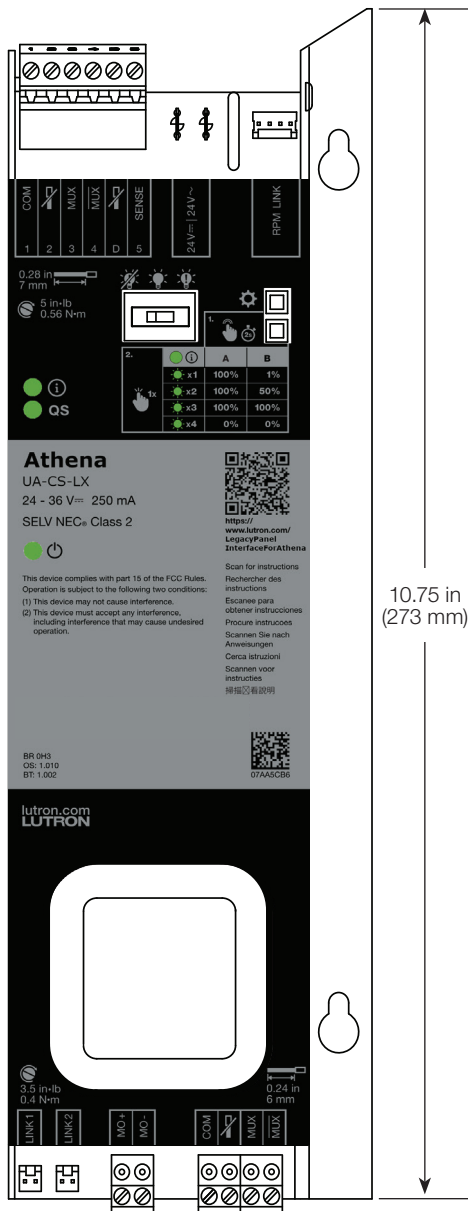 COM
MUX
MUX
SENSE
1
2
3
4
D
5
24V⎓ | 24V~
RPM LINK
0.28 in
7 mm
5 in•lb
0.56 N•m
1.
2s
2.
1x
A B
x1 100% 1%
x2 100% 50%
x3 100% 100%
x4 0% 0%
QS
Athena
UA-CS-LX
24 - 36 V⎓ 250 mA
SELV NEC® Class 2
This device complies with part 15 of the FCC Rules.
Operation is subject to the following two conditions:
(1) This device may not cause interference.
(2) This device must accept any interference,
including interference that may cause undesired
operation.
https://
www.lutron.com/
LegacyPanel
InterfaceForAthena
Scan for instructions
Rechercher des
instructions
Escanee para
obtener instrucciones
Procure instrucoes
Scannen Sie nach
Anweisungen
Cerca istruzioni
Scannen voor
instructies
掃描☒看說明
BR 0H3
OS: 1.010
BT: 1.002
07AA5CB6
10.75 in
(273 mm)
lutron.com
LUTRON
3.5 in•lb
0.4 N•m
0.24 in
6 mm
LINK1
LINK2
MO +
MO -
COM
MUX
MUX